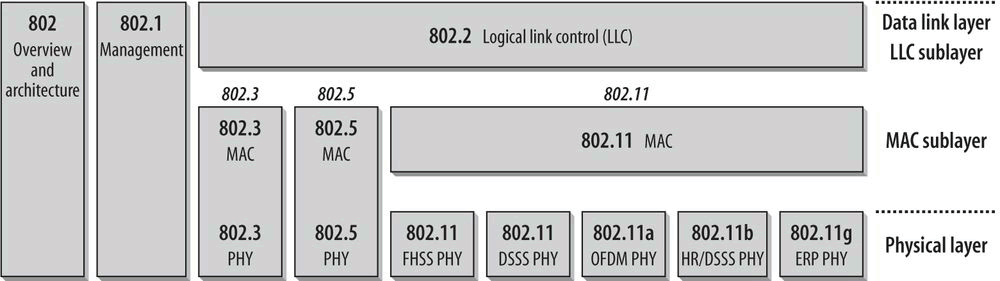 802
Overview
and
architecture
802.1
Management
802.2 Logical link control (LLC)
Data link layer
LLC sublayer
802.3
802.5
802.11
802.3
MAC
802.5
MAC
802.11 MAC
MAC sublayer
802.3
PHY
802.5
PHY
802.11
FHSS PHY
802.11
DSSS PHY
802.11a
OFDM PHY
802.11b
HR/DSSS PHY
802.11g
ERP PHY
Physical layer